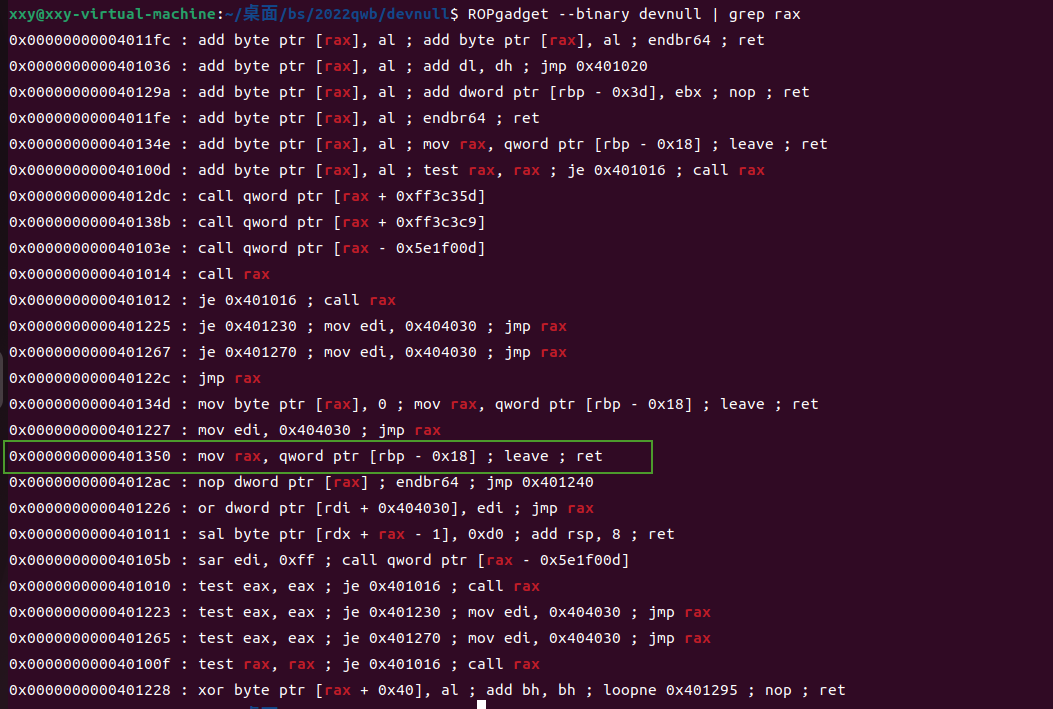 xxy@xxy-virtual-machine:~/桌面/bs/2022qwb/devnull$ ROPgadget --binary devnull | grep rax
0x00000000004011fc : add byte ptr [rax], al ; add byte ptr [rax], al ; endbr64 ; ret
0x0000000000401036 : add byte ptr [rax], al ; add dl, dh ; jmp 0x401020
0x000000000040129a : add byte ptr [rax], al ; add dword ptr [rbp - 0x3d], ebx ; nop ; ret
0x00000000004011fe : add byte ptr [rax], al ; endbr64 ; ret
0x000000000040134e : add byte ptr [rax], al ; mov rax, qword ptr [rbp - 0x18] ; leave ; ret
0x000000000040100d : add byte ptr [rax], al ; test rax, rax ; je 0x401016 ; call rax
0x00000000004012dc : call qword ptr [rax + 0xff3c35d]
0x000000000040138b : call qword ptr [rax + 0xff3c3c9]
0x000000000040103e : call qword ptr [rax - 0x5e1f00d]
0x0000000000401014 : call rax
0x0000000000401012 : je 0x401016 ; call rax
0x0000000000401225 : je 0x401230 ; mov edi, 0x404030 ; jmp rax
0x0000000000401267 : je 0x401270 ; mov edi, 0x404030 ; jmp rax
0x000000000040122c : jmp rax
0x000000000040134d : mov byte ptr [rax], 0 ; mov rax, qword ptr [rbp - 0x18] ; leave ; ret
0x0000000000401227 : mov edi, 0x404030 ; jmp rax
0x0000000000401350 : mov rax, qword ptr [rbp - 0x18] ; leave ; ret
0x00000000004012ac : nop dword ptr [rax] ; endbr64 ; jmp 0x401240
0x0000000000401226 : or dword ptr [rdi + 0x404030], edi ; jmp rax
0x0000000000401011 : sal byte ptr [rdx + rax - 1], 0xd0 ; add rsp, 8 ; ret
0x000000000040105b : sar edi, 0xff ; call qword ptr [rax - 0x5e1f00d]
0x0000000000401010 : test eax, eax ; je 0x401016 ; call rax
0x0000000000401223 : test eax, eax ; je 0x401230 ; mov edi, 0x404030 ; jmp rax
0x0000000000401265 : test eax, eax ; je 0x401270 ; mov edi, 0x404030 ; jmp rax
0x000000000040100f : test rax, rax ; je 0x401016 ; call rax
0x0000000000401228 : xor byte ptr [rax + 0x40], al ; add bh, bh ; loopne 0x401295 ; nop ; ret